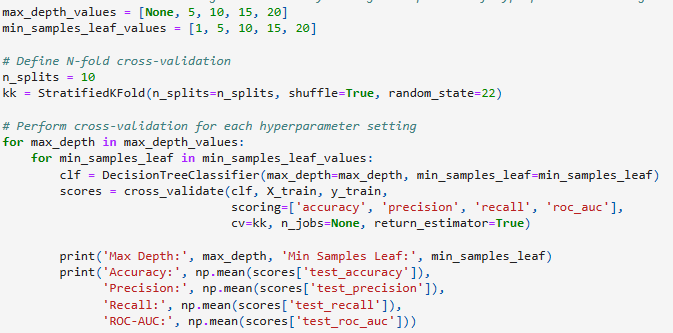 max_depth_values = [None, 5, 10, 15, 20]
min_samples_leaf_values = [1, 5, 10, 15, 20]

# Define N-fold cross-validation
n_splits = 10
kk = StratifiedKFold(n_splits=n_splits, shuffle=True, random_state=22)

# Perform cross-validation for each hyperparameter setting
for max_depth in max_depth_values:
    for min_samples_leaf in min_samples_leaf_values:
        clf = DecisionTreeClassifier(max_depth=max_depth, min_samples_leaf=min_samples_leaf)
        scores = cross_validate(clf, X_train, y_train,
                                scoring=['accuracy', 'precision', 'recall', 'roc_auc'],
                                cv=kk, n_jobs=None, return_estimator=True)

        print('Max Depth:', max_depth, 'Min Samples Leaf:', min_samples_leaf)
        print('Accuracy:', np.mean(scores['test_accuracy']),
              'Precision:', np.mean(scores['test_precision']),
              'Recall:', np.mean(scores['test_recall']),
              'ROC-AUC:', np.mean(scores['test_roc_auc']))